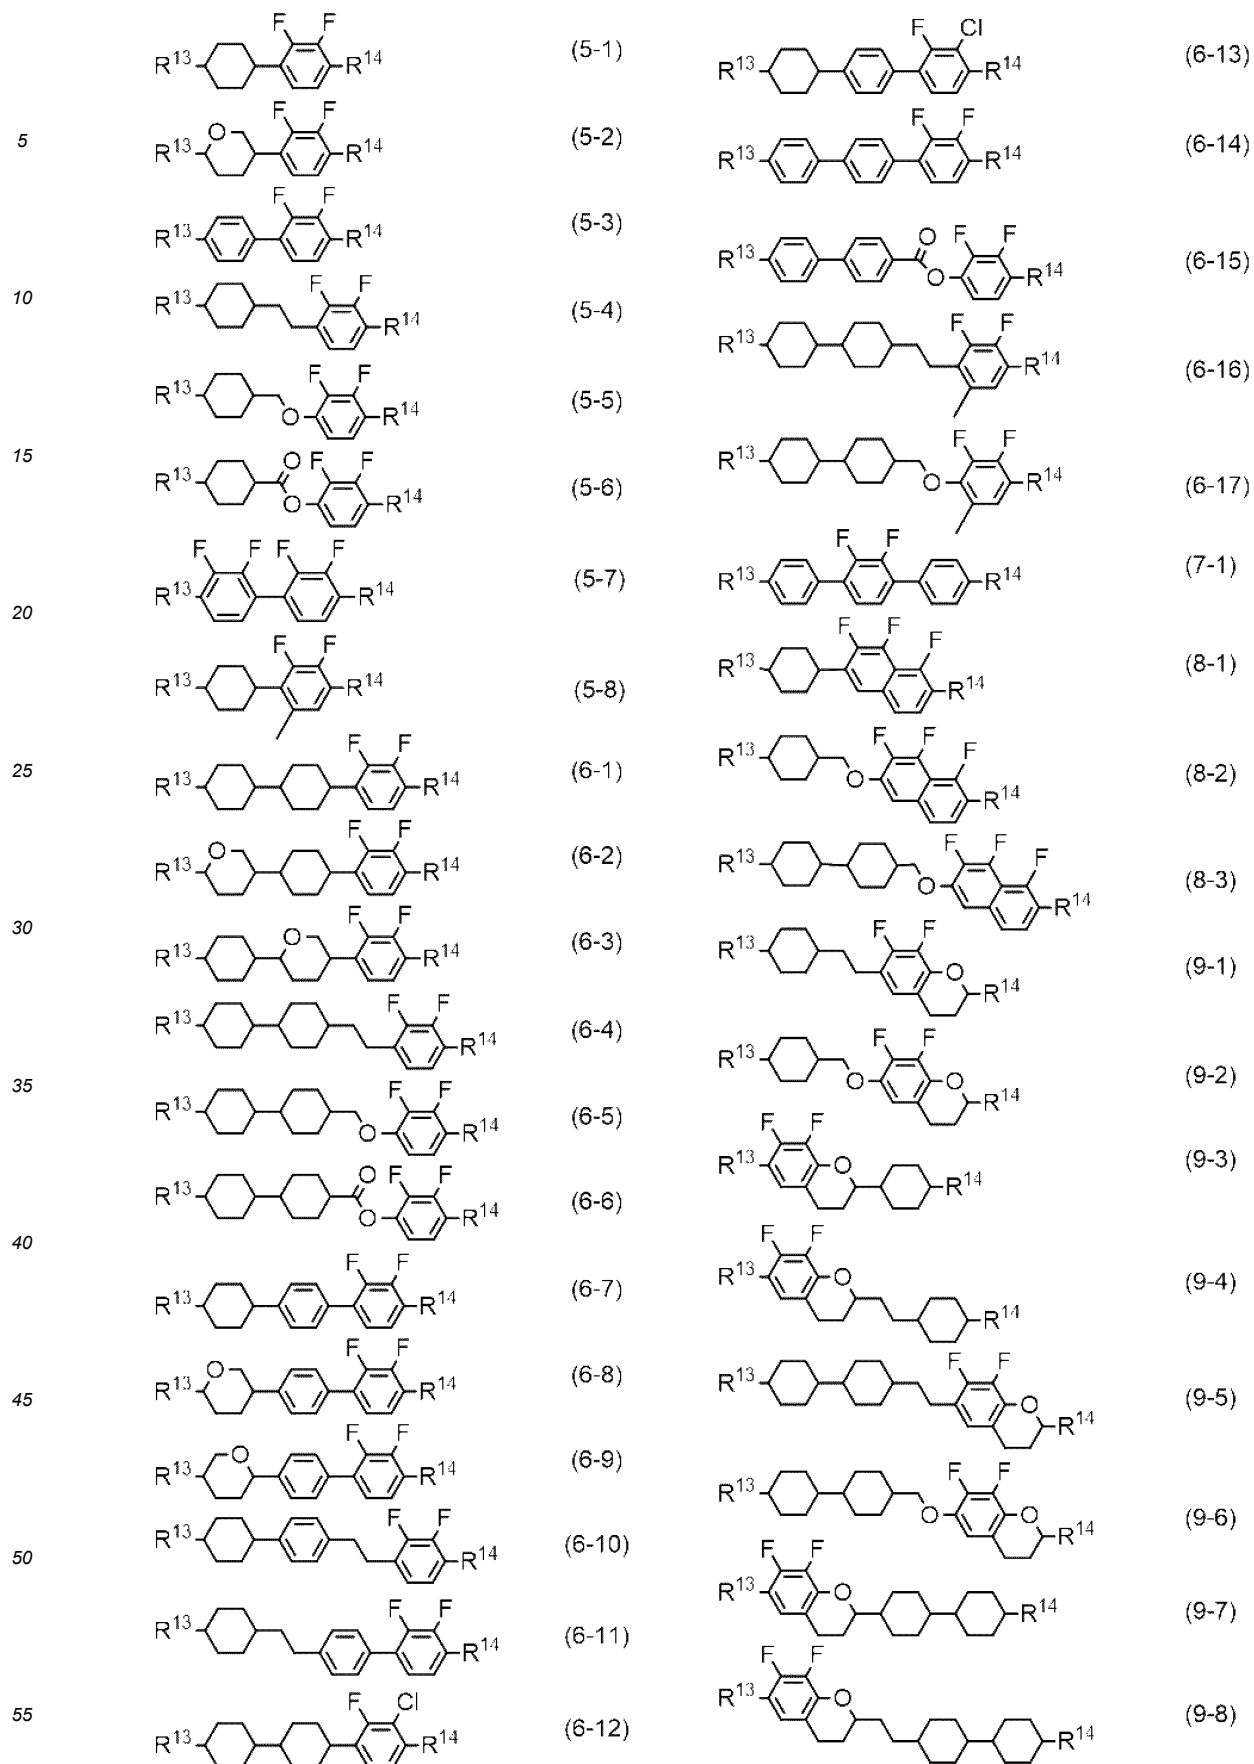 F F
R¹³ R¹⁴ (5-1)
5
F F
O
R¹³ R¹⁴ (5-2)
F F
R¹³ R¹⁴ (5-3)
10
F F
R¹³ R¹⁴ (5-4)
F F
R¹³ O R¹⁴ (5-5)
15
O F F
R¹³ O R¹⁴ (5-6)
F F F F
R¹³ R¹⁴ (5-7)
20
F F
R¹³ R¹⁴ (5-8)
F F
25
R¹³ R¹⁴ (6-1)
F F
O
R¹³ R¹⁴ (6-2)
F F
30
O
R¹³ R¹⁴ (6-3)
F F
R¹³ R¹⁴ (6-4)
35
F F
R¹³ O R¹⁴ (6-5)
O F F
R¹³ O R¹⁴ (6-6)
40
F F
R¹³ R¹⁴ (6-7)
F F
O
R¹³ R¹⁴ (6-8)
45
F F
O
R¹³ R¹⁴ (6-9)
F F
R¹³ R¹⁴ (6-10)
50
F F
R¹³ R¹⁴ (6-11)
F Cl
55
R¹³ R¹⁴ (6-12)
F Cl
R¹³ R¹⁴ (6-13)
F F
R¹³ R¹⁴ (6-14)
O F F
R¹³ O R¹⁴ (6-15)
F F
R¹³ R¹⁴ (6-16)
F F
R¹³ O R¹⁴ (6-17)
F F
R¹³ R¹⁴ (7-1)
F F F
R¹³ R¹⁴ (8-1)
F F F
R¹³ O R¹⁴ (8-2)
F F F
R¹³ O R¹⁴ (8-3)
F F
R¹³ O R¹⁴ (9-1)
F F
R¹³ O O R¹⁴ (9-2)
F F
R¹³ O R¹⁴ (9-3)
F F
R¹³ O R¹⁴ (9-4)
F F
R¹³ O R¹⁴ (9-5)
F F
R¹³ O O R¹⁴ (9-6)
F F
R¹³ O R¹⁴ (9-7)
F F
R¹³ O R¹⁴ (9-8)